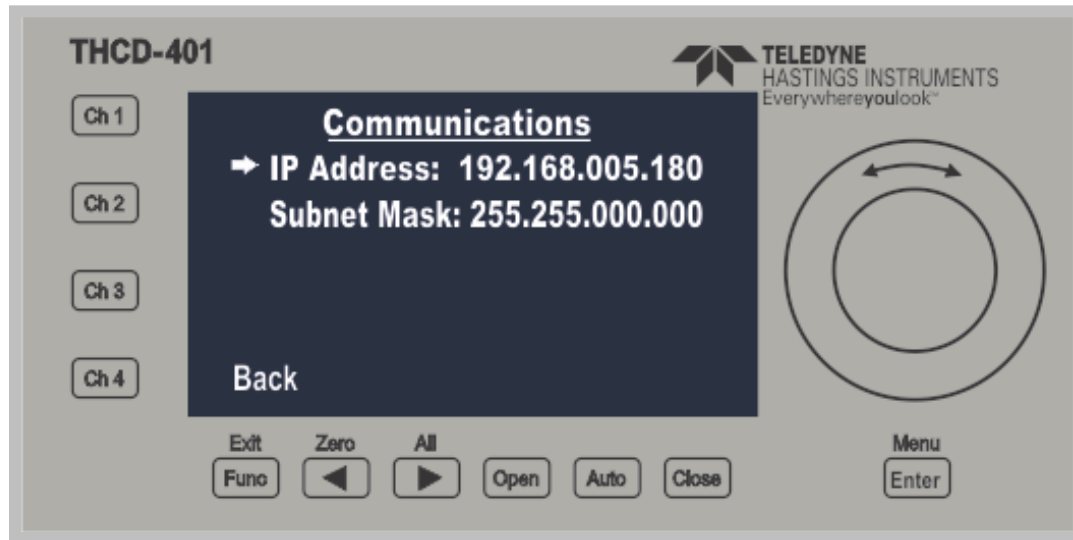 THCD-401
TELEDYNE
HASTINGS INSTRUMENTS
Everywhereyoulook™
Ch 1
Ch 2
Ch 3
Ch 4
Communications
IP Address: 192.168.005.180
Subnet Mask: 255.255.000.000
Back
Exit Zero All Menu
Func Open Auto Close Enter